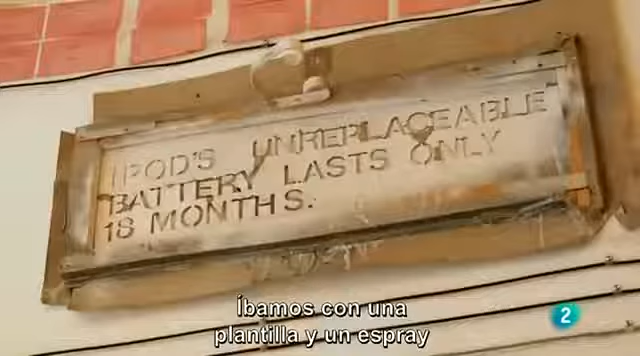 IPOD'S UNREPLACEABLE
BATTERY LASTS ONLY
18 MONTHS.
Íbamos con una
plantilla y un espray
2